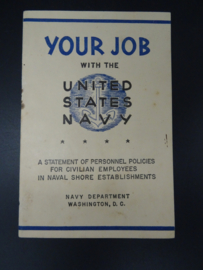 YOUR JOB
WITH THE
UNITED
STATES
NAVY
* * * *
A STATEMENT OF PERSONNEL POLICIES
FOR CIVILIAN EMPLOYEES
IN NAVAL SHORE ESTABLISHMENTS
NAVY DEPARTMENT
WASHINGTON, D. C.